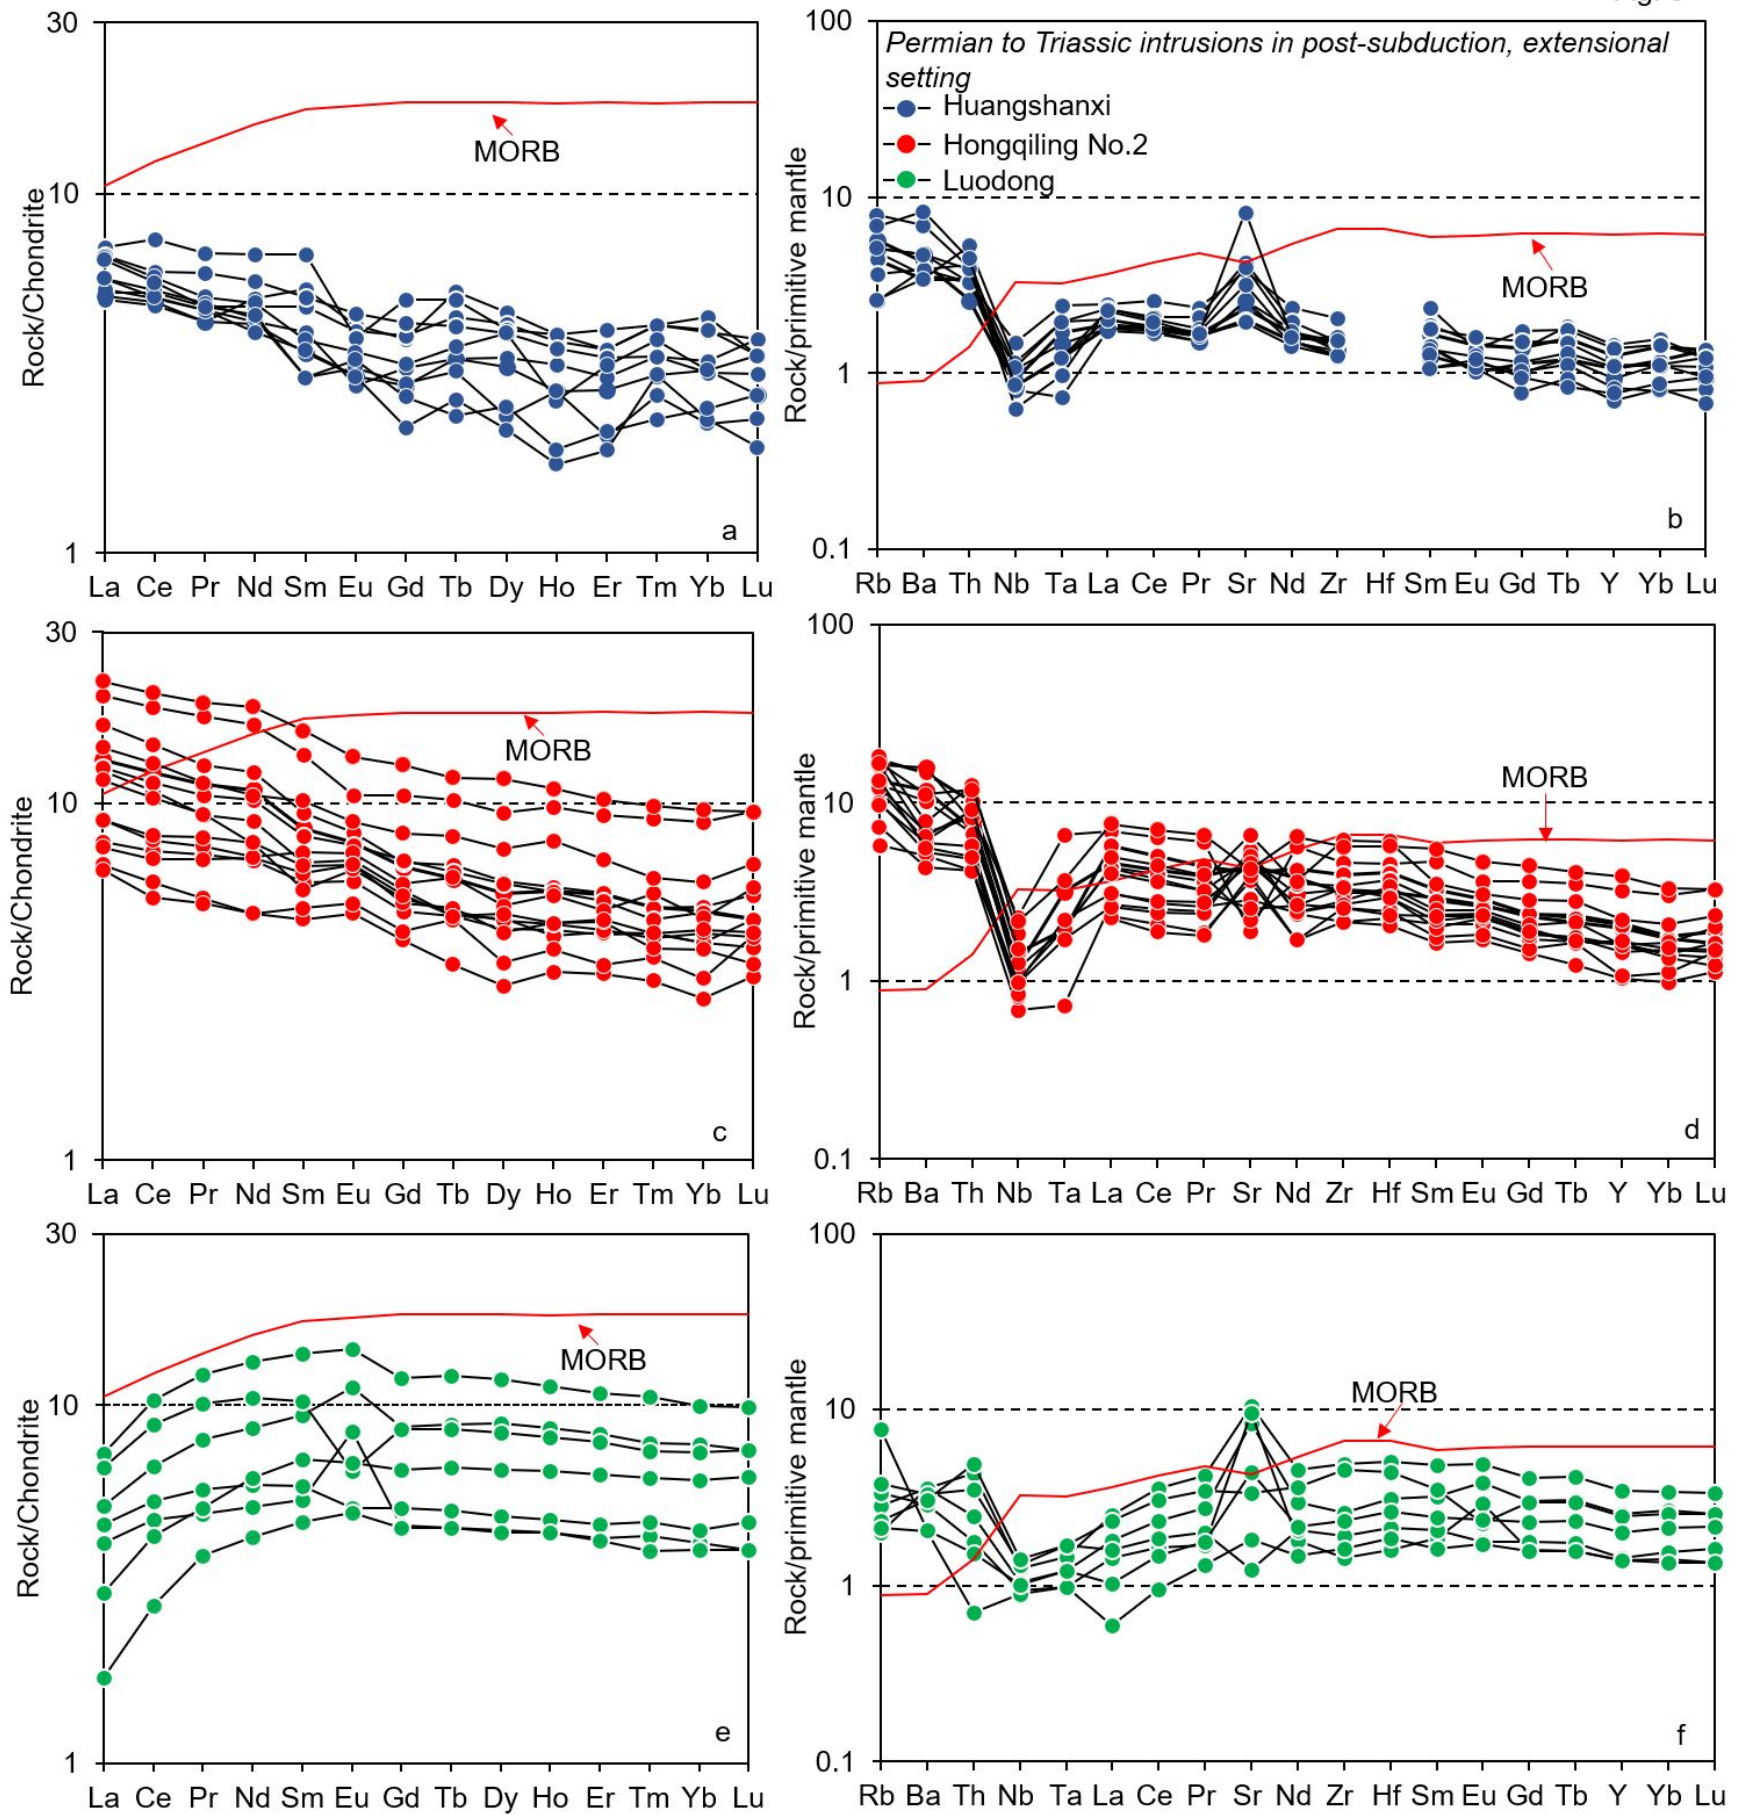 30
10
1
Rock/Chondrite
MORB
a
La Ce Pr Nd Sm Eu Gd Tb Dy Ho Er Tm Yb Lu
100
10
1
0.1
Rock/primitive mantle
Permian to Triassic intrusions in post-subduction, extensional
setting
Huangshanxi
Hongqiling No.2
Luodong
MORB
b
Rb Ba Th Nb Ta La Ce Pr Sr Nd Zr Hf Sm Eu Gd Tb Y Yb Lu
30
10
1
Rock/Chondrite
MORB
c
La Ce Pr Nd Sm Eu Gd Tb Dy Ho Er Tm Yb Lu
100
10
1
0.1
Rock/primitive mantle
MORB
d
Rb Ba Th Nb Ta La Ce Pr Sr Nd Zr Hf Sm Eu Gd Tb Y Yb Lu
30
10
1
Rock/Chondrite
MORB
e
La Ce Pr Nd Sm Eu Gd Tb Dy Ho Er Tm Yb Lu
100
10
1
0.1
Rock/primitive mantle
MORB
f
Rb Ba Th Nb Ta La Ce Pr Sr Nd Zr Hf Sm Eu Gd Tb Y Yb Lu